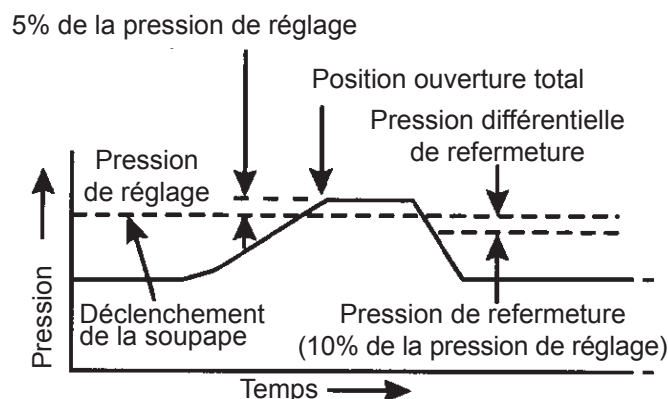 5% de la pression de réglage
Position ouverture total
Pression différentielle
de refermeture
Pression
de réglage
Pression
Déclenchement
de la soupape
Pression de refermeture
(10% de la pression de réglage)
Temps